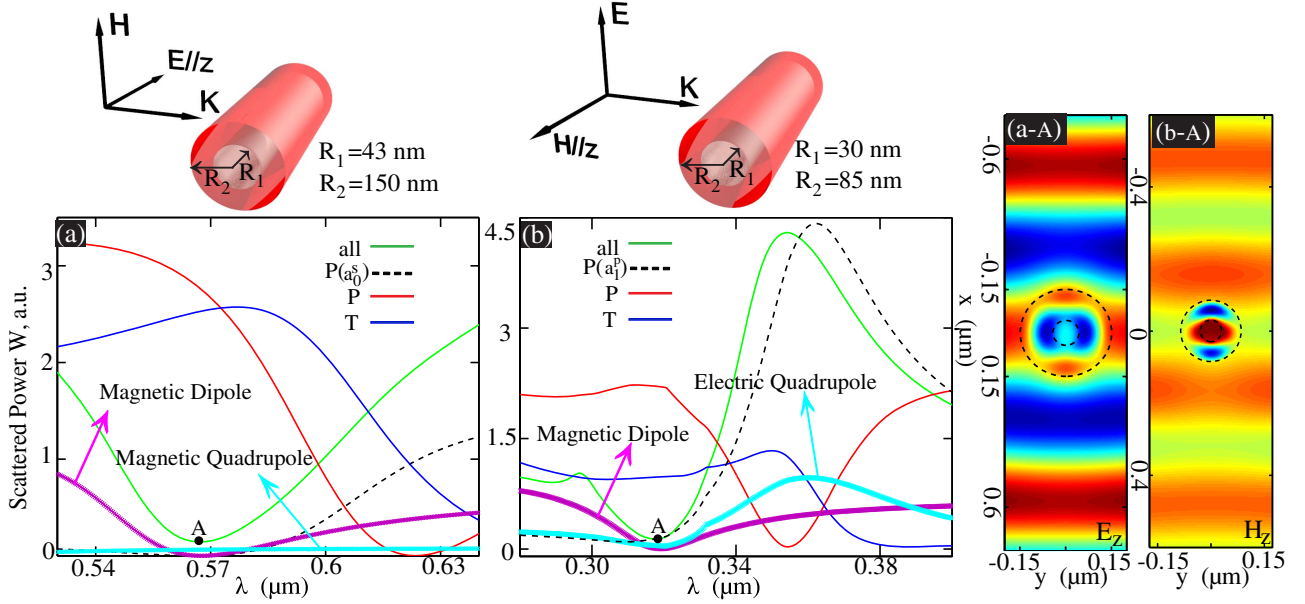 H
E//z
K
R₂
R₁
R₁=43 nm
R₂=150 nm
E
K
H//z
R₂
R₁
R₁=30 nm
R₂=85 nm
(a)
all
P(a₀ˢ)
P
T
Magnetic Dipole
Magnetic Quadrupole
A
Scattered Power W, a.u.
3
2
1
0
0.54
0.57
0.6
0.63
λ (μm)
(b)
all
P(a₁ᵖ)
P
T
Electric Quadrupole
Magnetic Dipole
A
4.5
3
1.5
0
0.30
0.34
0.38
λ (μm)
(a-A)
-0.6
-0.15
0.15
0.6
x (μm)
E_z
-0.15
0.15
y (μm)
(b-A)
-0.4
0
0.4
H_z
-0.15
0.15
y (μm)